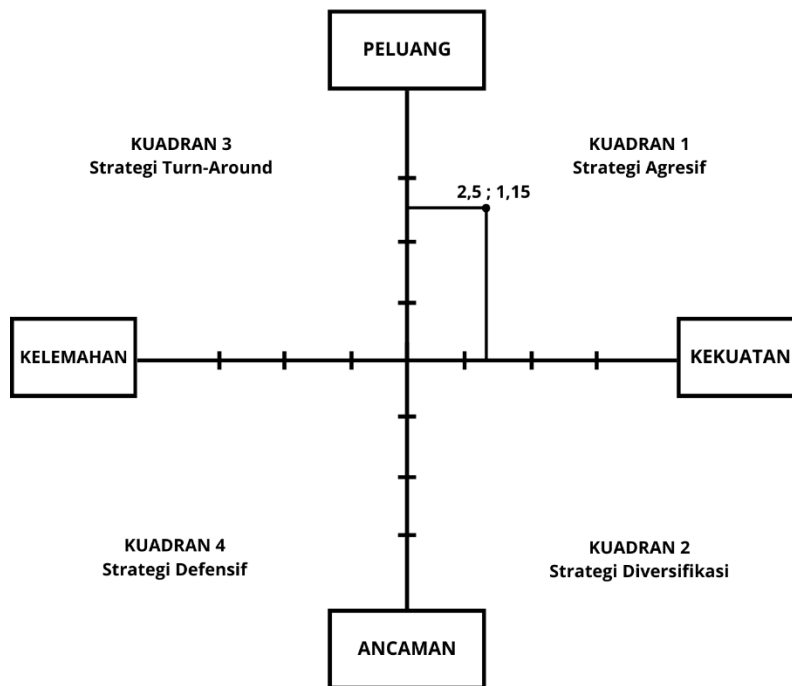 PELUANG
KUADRAN 3
Strategi Turn-Around
KUADRAN 1
Strategi Agresif
2,5 ; 1,15
KELEMAHAN
KEKUATAN
KUADRAN 4
Strategi Defensif
KUADRAN 2
Strategi Diversifikasi
ANCAMAN